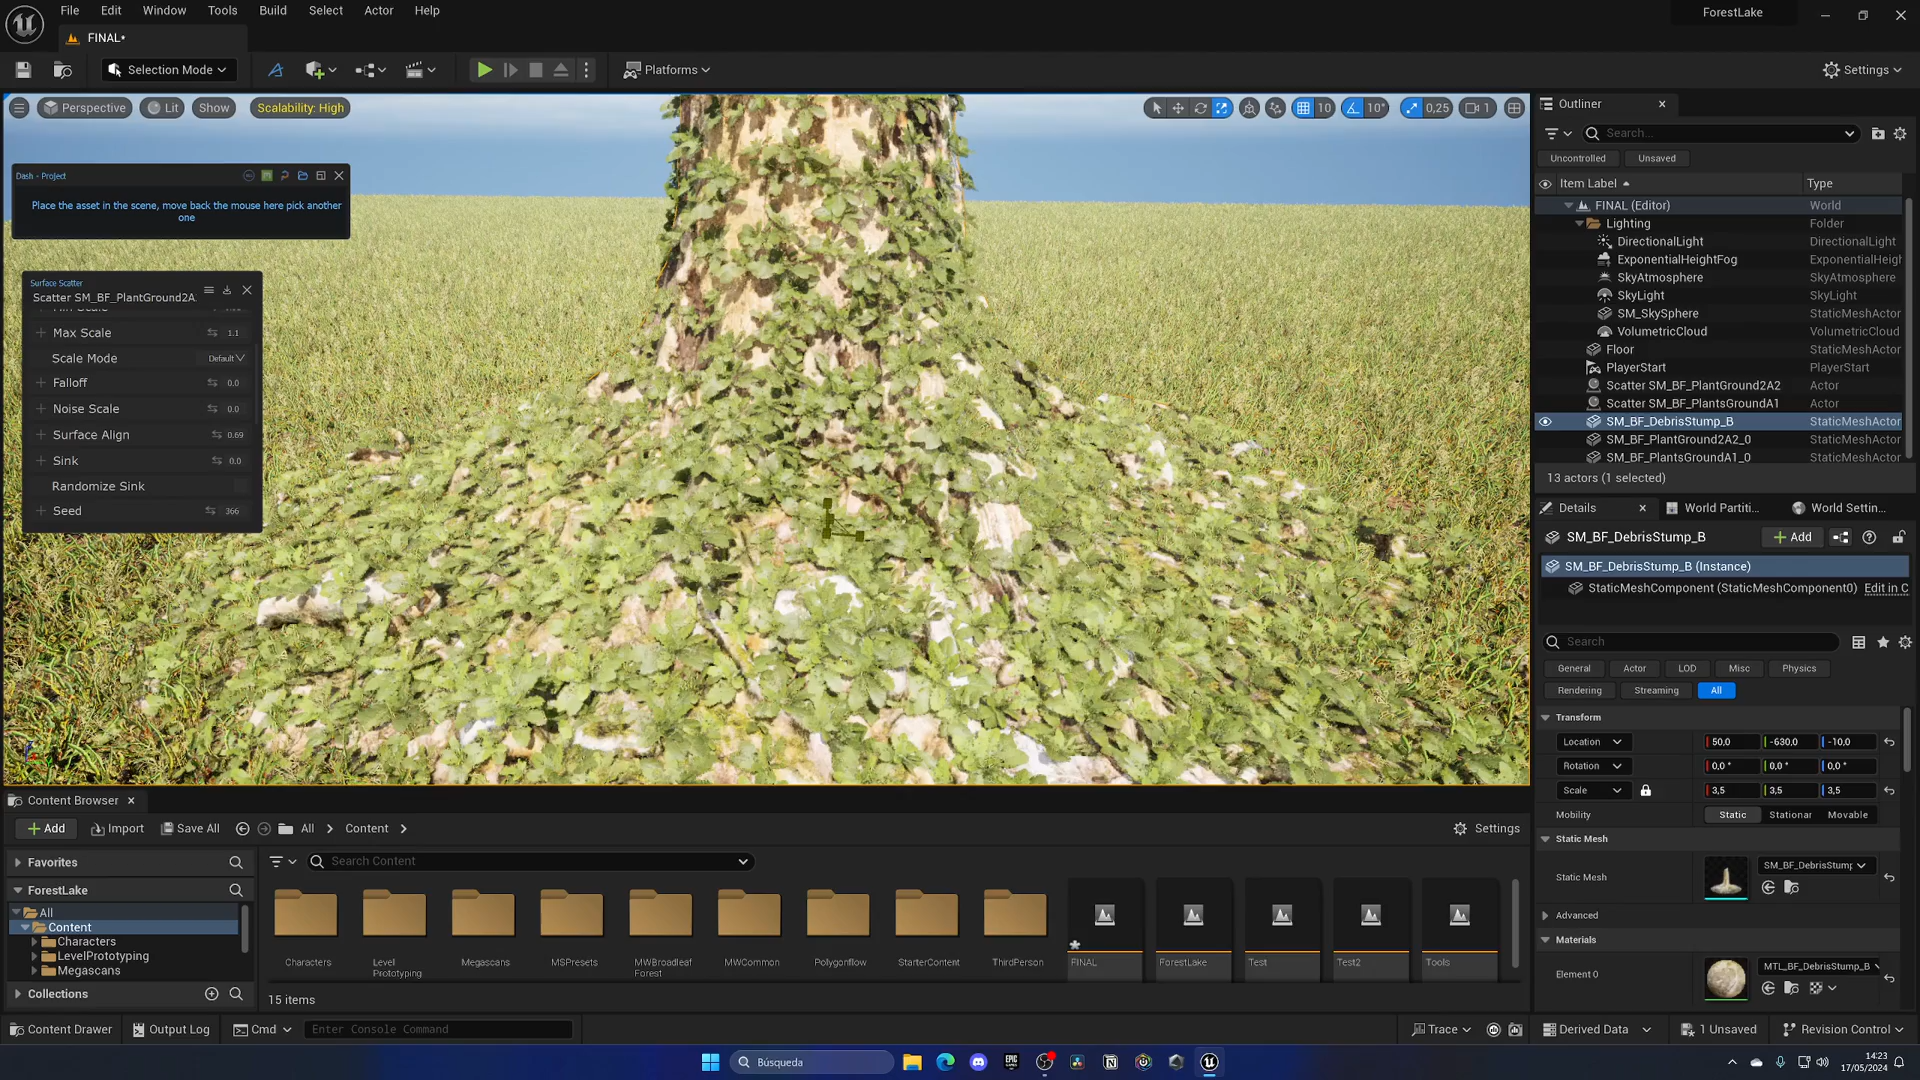 File Edit Window Tools Build Select Actor Help
ForestLake
FINAL•
Selection Mode
Platforms
Settings
Perspective Lit Show Scalability: High
10 10° 0,25 1
Dash - Project
Place the asset in the scene, move back the mouse here pick another
one
Surface Scatter
Scatter SM_BF_PlantGround2A
Max Scale 1.1
Scale Mode Default
Falloff 0.0
Noise Scale 0.0
Surface Align 0.69
Sink 0.0
Randomize Sink
Seed 366
Outliner
Search...
Uncontrolled Unsaved
Item Label Type
FINAL (Editor) World
Lighting Folder
DirectionalLight DirectionalLight
ExponentialHeightFog ExponentialHeigh
SkyAtmosphere SkyAtmosphere
SkyLight SkyLight
SM_SkySphere StaticMeshActor
VolumetricCloud VolumetricCloud
Floor StaticMeshActor
PlayerStart PlayerStart
Scatter SM_BF_PlantGround2A2 Actor
Scatter SM_BF_PlantsGroundA1 Actor
SM_BF_DebrisStump_B StaticMeshActor
SM_BF_PlantGround2A2_0 StaticMeshActor
SM_BF_PlantsGroundA1_0 StaticMeshActor
13 actors (1 selected)
Details World Partiti... World Settin...
SM_BF_DebrisStump_B Add
SM_BF_DebrisStump_B (Instance)
StaticMeshComponent (StaticMeshComponent0) Edit in C
Search
General Actor LOD Misc Physics
Rendering Streaming All
Transform
Location 50,0 -630,0 -10,0
Rotation 0,0 ° 0,0 ° 0,0 °
Scale 3,5 3,5 3,5
Mobility Static Stationar Movable
Static Mesh
Static Mesh SM_BF_DebrisStump
Advanced
Materials
Element 0 MTL_BF_DebrisStump_B
Content Browser
Add Import Save All All Content Settings
Favorites
Search Content
ForestLake
All
Content
Characters
LevelPrototyping
Megascans
Collections
Characters
Level
Prototyping
Megascans
MSPresets
MWBroadleaf
Forest
MWCommon
Polygonflow
StarterContent
ThirdPerson
FINAL
ForestLake
Test
Test2
Tools
15 items
Content Drawer Output Log Cmd Enter Console Command Trace Derived Data 1 Unsaved Revision Control
Búsqueda
14:23
17/05/2024